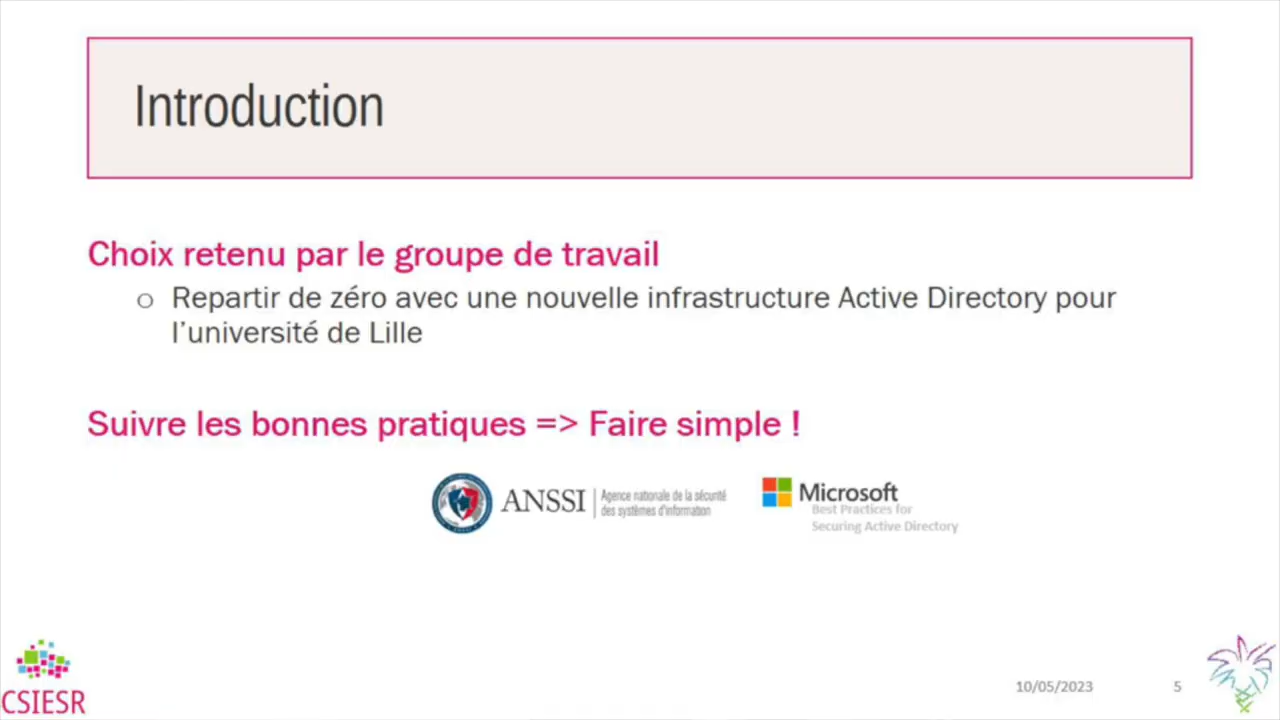 Introduction
Choix retenu par le groupe de travail
o Repartir de zéro avec une nouvelle infrastructure Active Directory pour
l'université de Lille
Suivre les bonnes pratiques => Faire simple !
ANSSI
Agence nationale de la sécurité
des systèmes d'information
Microsoft
Best Practices for
Securing Active Directory
CSIESR
10/05/2023
5